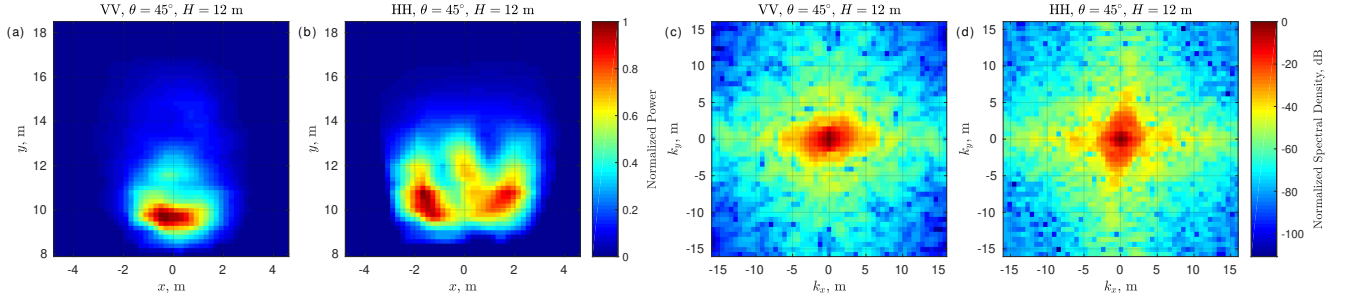 VV, θ = 45°, H = 12 m
(a)
18
16
14
12
10
8
y, m
-4 -2 0 2 4
x, m
HH, θ = 45°, H = 12 m
(b)
18
16
14
12
10
8
y, m
-4 -2 0 2 4
x, m
1
0.8
0.6
0.4
0.2
0
Normalized Power
VV, θ = 45°, H = 12 m
(c)
15
10
5
0
-5
-10
-15
k_y, m
-15 -10 -5 0 5 10 15
k_x, m
HH, θ = 45°, H = 12 m
(d)
15
10
5
0
-5
-10
-15
k_y, m
-15 -10 -5 0 5 10 15
k_x, m
0
-20
-40
-60
-80
-100
Normalized Spectral Density, dB